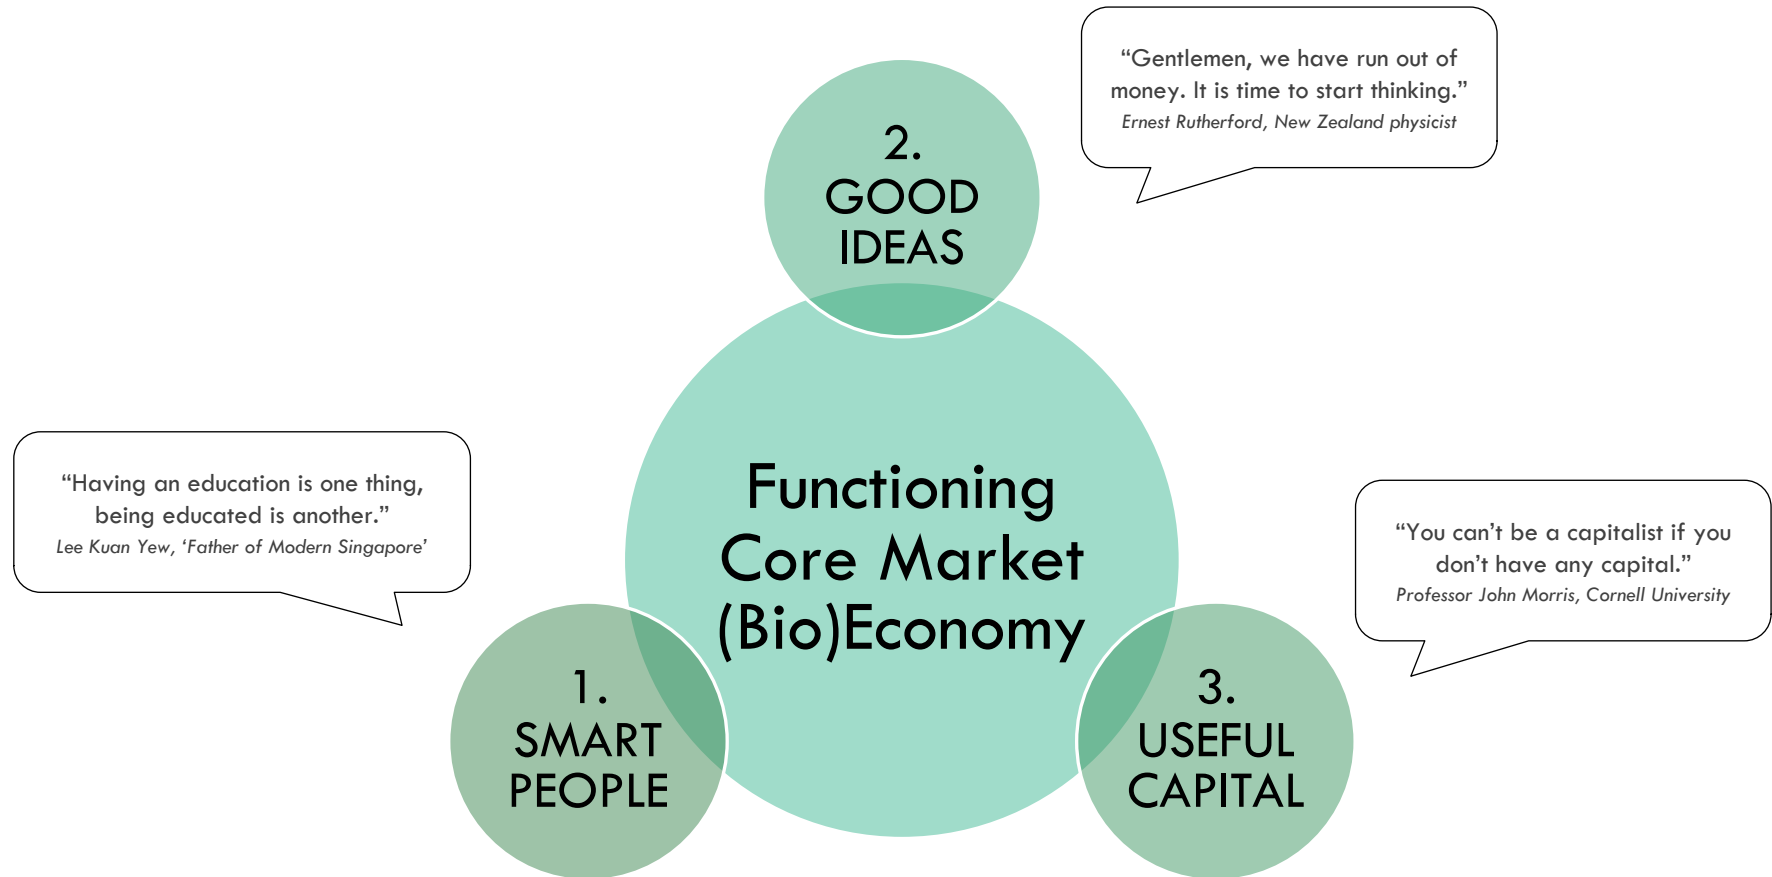 “Gentlemen, we have run out of
money. It is time to start thinking.”
Ernest Rutherford, New Zealand physicist
2.
GOOD
IDEAS
“Having an education is one thing,
being educated is another.”
Lee Kuan Yew, ‘Father of Modern Singapore’
Functioning
Core Market
(Bio)Economy
“You can’t be a capitalist if you
don’t have any capital.”
Professor John Morris, Cornell University
1.
SMART
PEOPLE
3.
USEFUL
CAPITAL